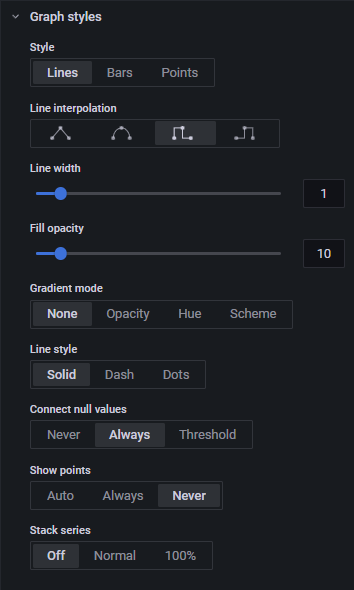 Graph styles
Style
Lines Bars Points
Line interpolation
Line width
1
Fill opacity
10
Gradient mode
None Opacity Hue Scheme
Line style
Solid Dash Dots
Connect null values
Never Always Threshold
Show points
Auto Always Never
Stack series
Off Normal 100%